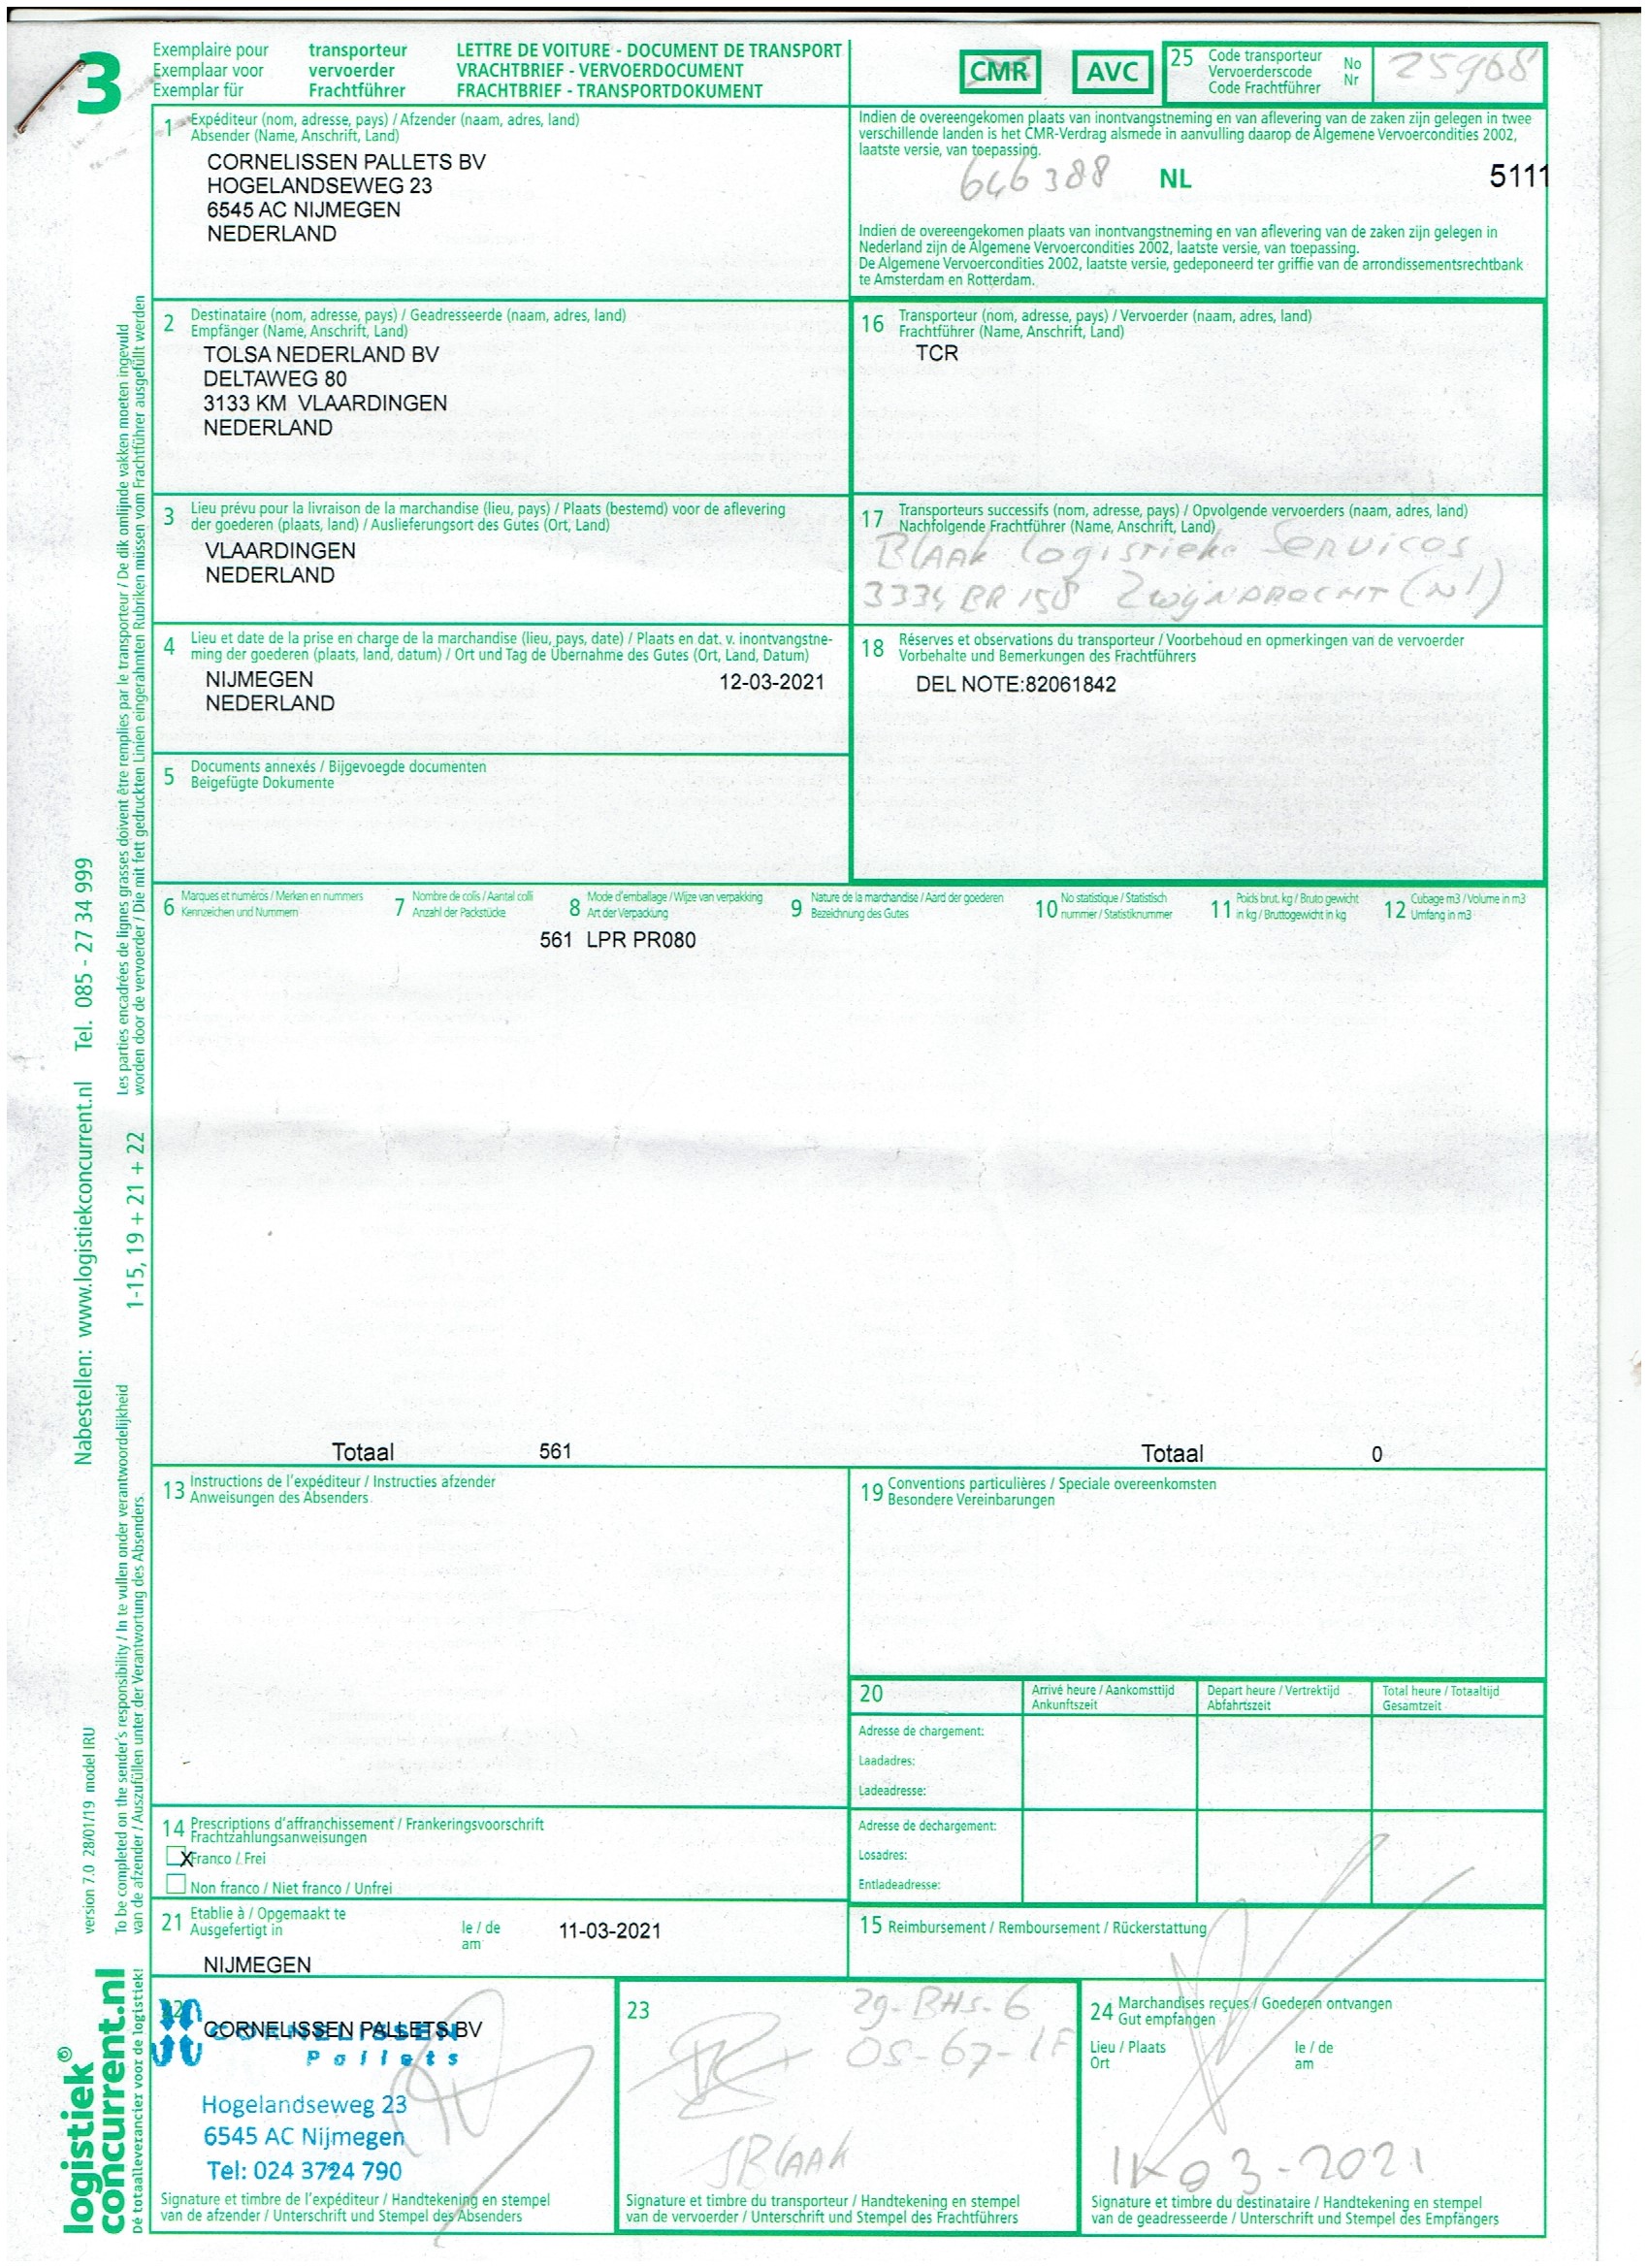 3
Exemplaire pour transporteur
Exemplaar voor vervoerder
Exemplar für Frachtführer
LETTRE DE VOITURE - DOCUMENT DE TRANSPORT
VRACHTBRIEF - VERVOERDOCUMENT
FRACHTBRIEF - TRANSPORTDOKUMENT
CMR
AVC
25 Code transporteur
Vervoerderscode
Code Frachtführer
No
Nr
25968
1 Expéditeur (nom, adresse, pays) / Afzender (naam, adres, land)
Absender (Name, Anschrift, Land)
CORNELISSEN PALLETS BV
HOGELANDSEWEG 23
6545 AC NIJMEGEN
NEDERLAND
Indien de overeengekomen plaats van inontvangstneming en van aflevering van de zaken zijn gelegen in twee
verschillende landen is het CMR-Verdrag alsmede in aanvulling daarop de Algemene Vervoercondities 2002,
laatste versie, van toepassing.
646388 NL 5111
Indien de overeengekomen plaats van inontvangstneming en van aflevering van de zaken zijn gelegen in
Nederland zijn de Algemene Vervoercondities 2002, laatste versie, van toepassing.
De Algemene Vervoercondities 2002, laatste versie, gedeponeerd ter griffie van de arrondissementsrechtbank
te Amsterdam en Rotterdam.
2 Destinataire (nom, adresse, pays) / Geadresseerde (naam, adres, land)
Empfänger (Name, Anschrift, Land)
TOLSA NEDERLAND BV
DELTAWEG 80
3133 KM VLAARDINGEN
NEDERLAND
16 Transporteur (nom, adresse, pays) / Vervoerder (naam, adres, land)
Frachtführer (Name, Anschrift, Land)
TCR
3 Lieu prévu pour la livraison de la marchandise (lieu, pays) / Plaats (bestemd) voor de aflevering
der goederen (plaats, land) / Auslieferungsort des Gutes (Ort, Land)
VLAARDINGEN
NEDERLAND
17 Transporteurs successifs (nom, adresse, pays) / Opvolgende vervoerders (naam, adres, land)
Nachfolgende Frachtführer (Name, Anschrift, Land)
BLAAK Logistieke Services
3334 BR 158 Zwijndrecht (Nl)
4 Lieu et date de la prise en charge de la marchandise (lieu, pays, date) / Plaats en dat. v. inontvangstne-
ming der goederen (plaats, land, datum) / Ort und Tag de Übernahme des Gutes (Ort, Land, Datum)
NIJMEGEN 12-03-2021
NEDERLAND
18 Réserves et observations du transporteur / Voorbehoud en opmerkingen van de vervoerder
Vorbehalte und Bemerkungen des Frachtführers
DEL NOTE:82061842
5 Documents annexés / Bijgevoegde documenten
Beigefügte Dokumente
6 Marques et numéros / Merken en nummers
Kennzeichen und Nummern
7 Nombre de colis / Aantal colli
Anzahl der Packstücke
8 Mode d'emballage / Wijze van verpakking
Art der Verpackung
9 Nature de la marchandise / Aard der goederen
Bezeichnung des Gutes
10 No statistique / Statistisch
nummer / Statistiknummer
11 Poids brut. kg / Bruto gewicht
in kg / Bruttogewicht in kg
12 Cubage m3 / Volume in m3
Umfang in m3
561 LPR PR080
Totaal 561 Totaal 0
13 Instructions de l'expéditeur / Instructies afzender
Anweisungen des Absenders
19 Conventions particulières / Speciale overeenkomsten
Besondere Vereinbarungen
20
Arrivé heure / Aankomsttijd
Ankunftszeit
Depart heure / Vertrektijd
Abfahrtszeit
Total heure / Totaaltijd
Gesamtzeit
Adresse de chargement:
Laadadres:
Ladeadresse:
Adresse de dechargement:
Losadres:
Entladeadresse:
14 Prescriptions d'affranchissement / Frankeringsvoorschrift
Frachtzahlungsanweisungen
X Franco / Frei
Non franco / Niet franco / Unfrei
21 Etablie à / Opgemaakt te
Ausgefertigt in
le / de
am
11-03-2021
NIJMEGEN
15 Reimbursement / Remboursement / Rückerstattung
22
CORNELISSEN PALLETS BV
CORNELISSEN
Pallets
Hogelandseweg 23
6545 AC Nijmegen
Tel: 024 3724 790
Signature et timbre de l'expéditeur / Handtekening en stempel
van de afzender / Unterschrift und Stempel des Absenders
23
29-BHS-6
OS-67-LF
JBLAAK
Signature et timbre du transporteur / Handtekening en stempel
van de vervoerder / Unterschrift und Stempel des Frachtführers
24 Marchandises reçues / Goederen ontvangen
Gut empfangen
Lieu / Plaats
Ort
le / de
am
03-2021
Signature et timbre du destinataire / Handtekening en stempel
van de geadresseerde / Unterschrift und Stempel des Empfängers
Les parties encadrées de lignes grasses doivent être remplies par le transporteur / De dik omlijnde vakken moeten ingevuld
worden door de vervoerder / Die mit fett gedruckten Linien eingerahmten Rubriken müssen vom Frachtführer ausgefüllt werden
Nabestellen: www.logistiekconcurrent.nl Tel. 085 - 27 34 999
1-15, 19 + 21 + 22
To be completed on the sender's responsibility / In te vullen onder verantwoordelijkheid
van de afzender / Auszufüllen unter der Verantwortung des Absenders
version 7.0 28/01/19 model IRU
logistiek
concurrent.nl
®
Dé totaalleverancier voor de logistiek!